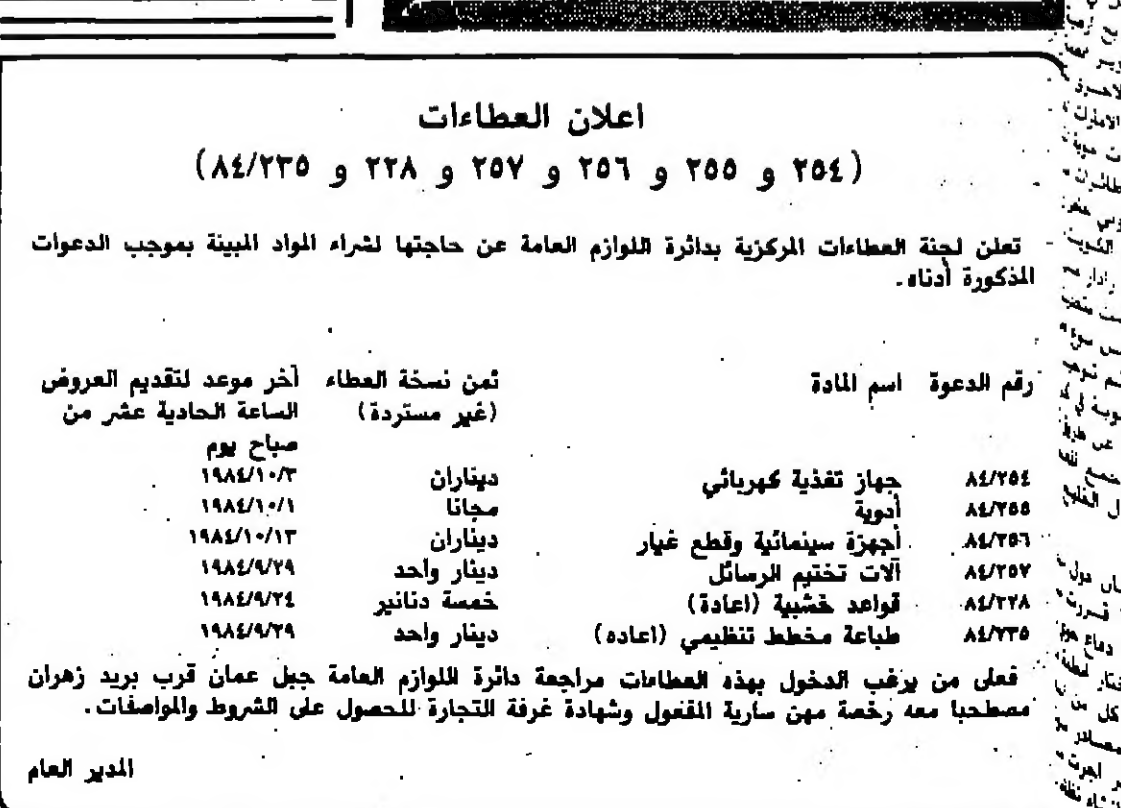 اعلان العطاءات
(٢٥٤ و ٢٥٥ و ٢٥٦ و ٢٥٧ و ٢٢٨ و ٨٤/٢٣٥)
تعلن لجنة العطاءات المركزية بدائرة اللوازم العامة عن حاجتها لشراء المواد المبينة بموجب الدعوات
المذكورة أدناه.
رقم الدعوة اسم المادة ثمن نسخة العطاء آخر موعد لتقديم العروض
(غير مستردة) الساعة الحادية عشر من
صباح يوم
٨٤/٢٥٤ جهاز تغذية كهربائي ديناران ١٩٨٤/١٠/٣
٨٤/٢٥٥ أدوية مجانا ١٩٨٤/١٠/١
٨٤/٢٥٦ أجهزة سينمائية وقطع غيار ديناران ١٩٨٤/١٠/١٣
٨٤/٢٥٧ آلات تختيم الرسائل دينار واحد ١٩٨٤/٩/٢٩
٨٤/٢٢٨ قواعد خشبية (اعادة) خمسة دنانير ١٩٨٤/٩/٢٤
٨٤/٢٣٥ طباعة مخطط تنظيمي (اعاده) دينار واحد ١٩٨٤/٩/٢٩
فعلى من يرغب الدخول بهذه العطاءات مراجعة دائرة اللوازم العامة جبل عمان قرب بريد زهران
مصطحبا معه رخصة مهن سارية المفعول وشهادة غرفة التجارة للحصول على الشروط والمواصفات.
المدير العام